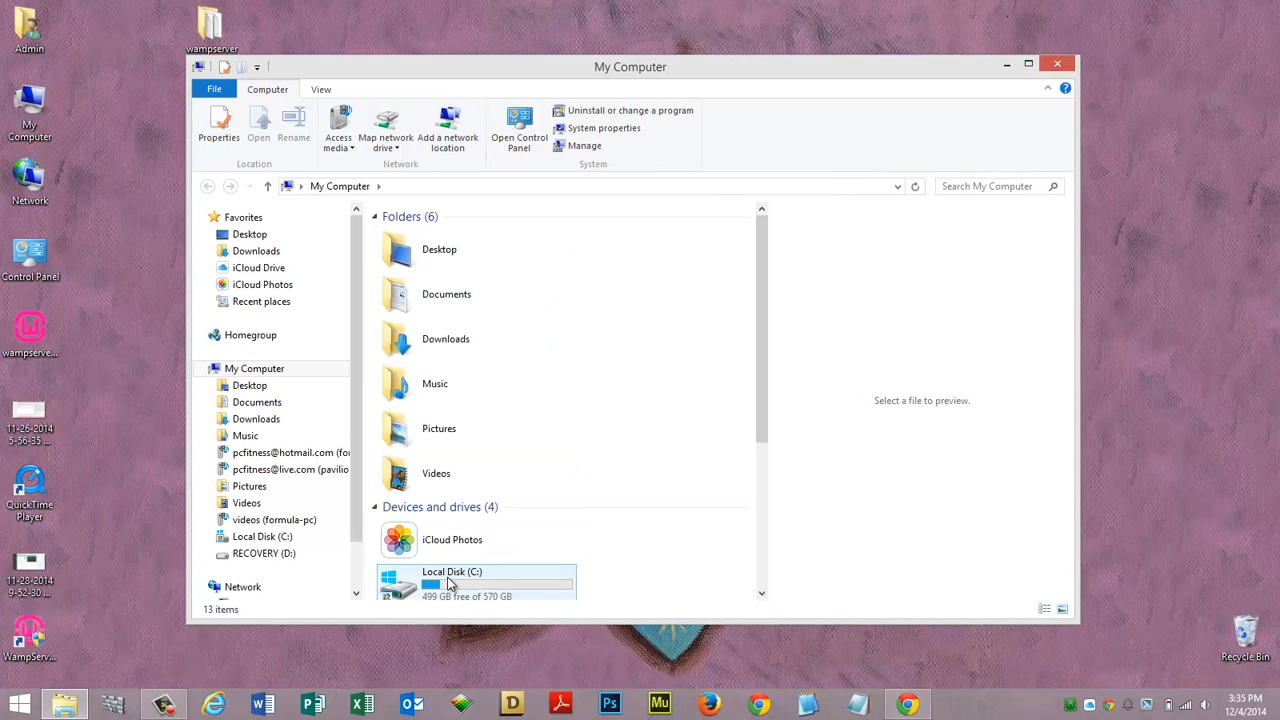 Admin
wampserver
My Computer
Network
Control Panel
wampserve...
11-26-2014
5-56-35 ...
QuickTime
Player
11-28-2014
9-52-30 ...
WampServ...
My Computer
File
Computer
View
Properties
Open
Rename
Location
Access media
Map network drive
Add a network location
Network
Open Control Panel
Uninstall or change a program
System properties
Manage
System
My Computer
Search My Computer
Favorites
Desktop
Downloads
iCloud Drive
iCloud Photos
Recent places
Homegroup
My Computer
Desktop
Documents
Downloads
Music
pcfitness@hotmail.com (for
pcfitness@live.com (pavilio
Pictures
Videos
videos (formula-pc)
Local Disk (C:)
RECOVERY (D:)
Network
Folders (6)
Desktop
Documents
Downloads
Music
Pictures
Videos
Devices and drives (4)
iCloud Photos
Local Disk (C:)
499 GB free of 570 GB
Select a file to preview.
13 items
Recycle Bin
3:35 PM
12/4/2014